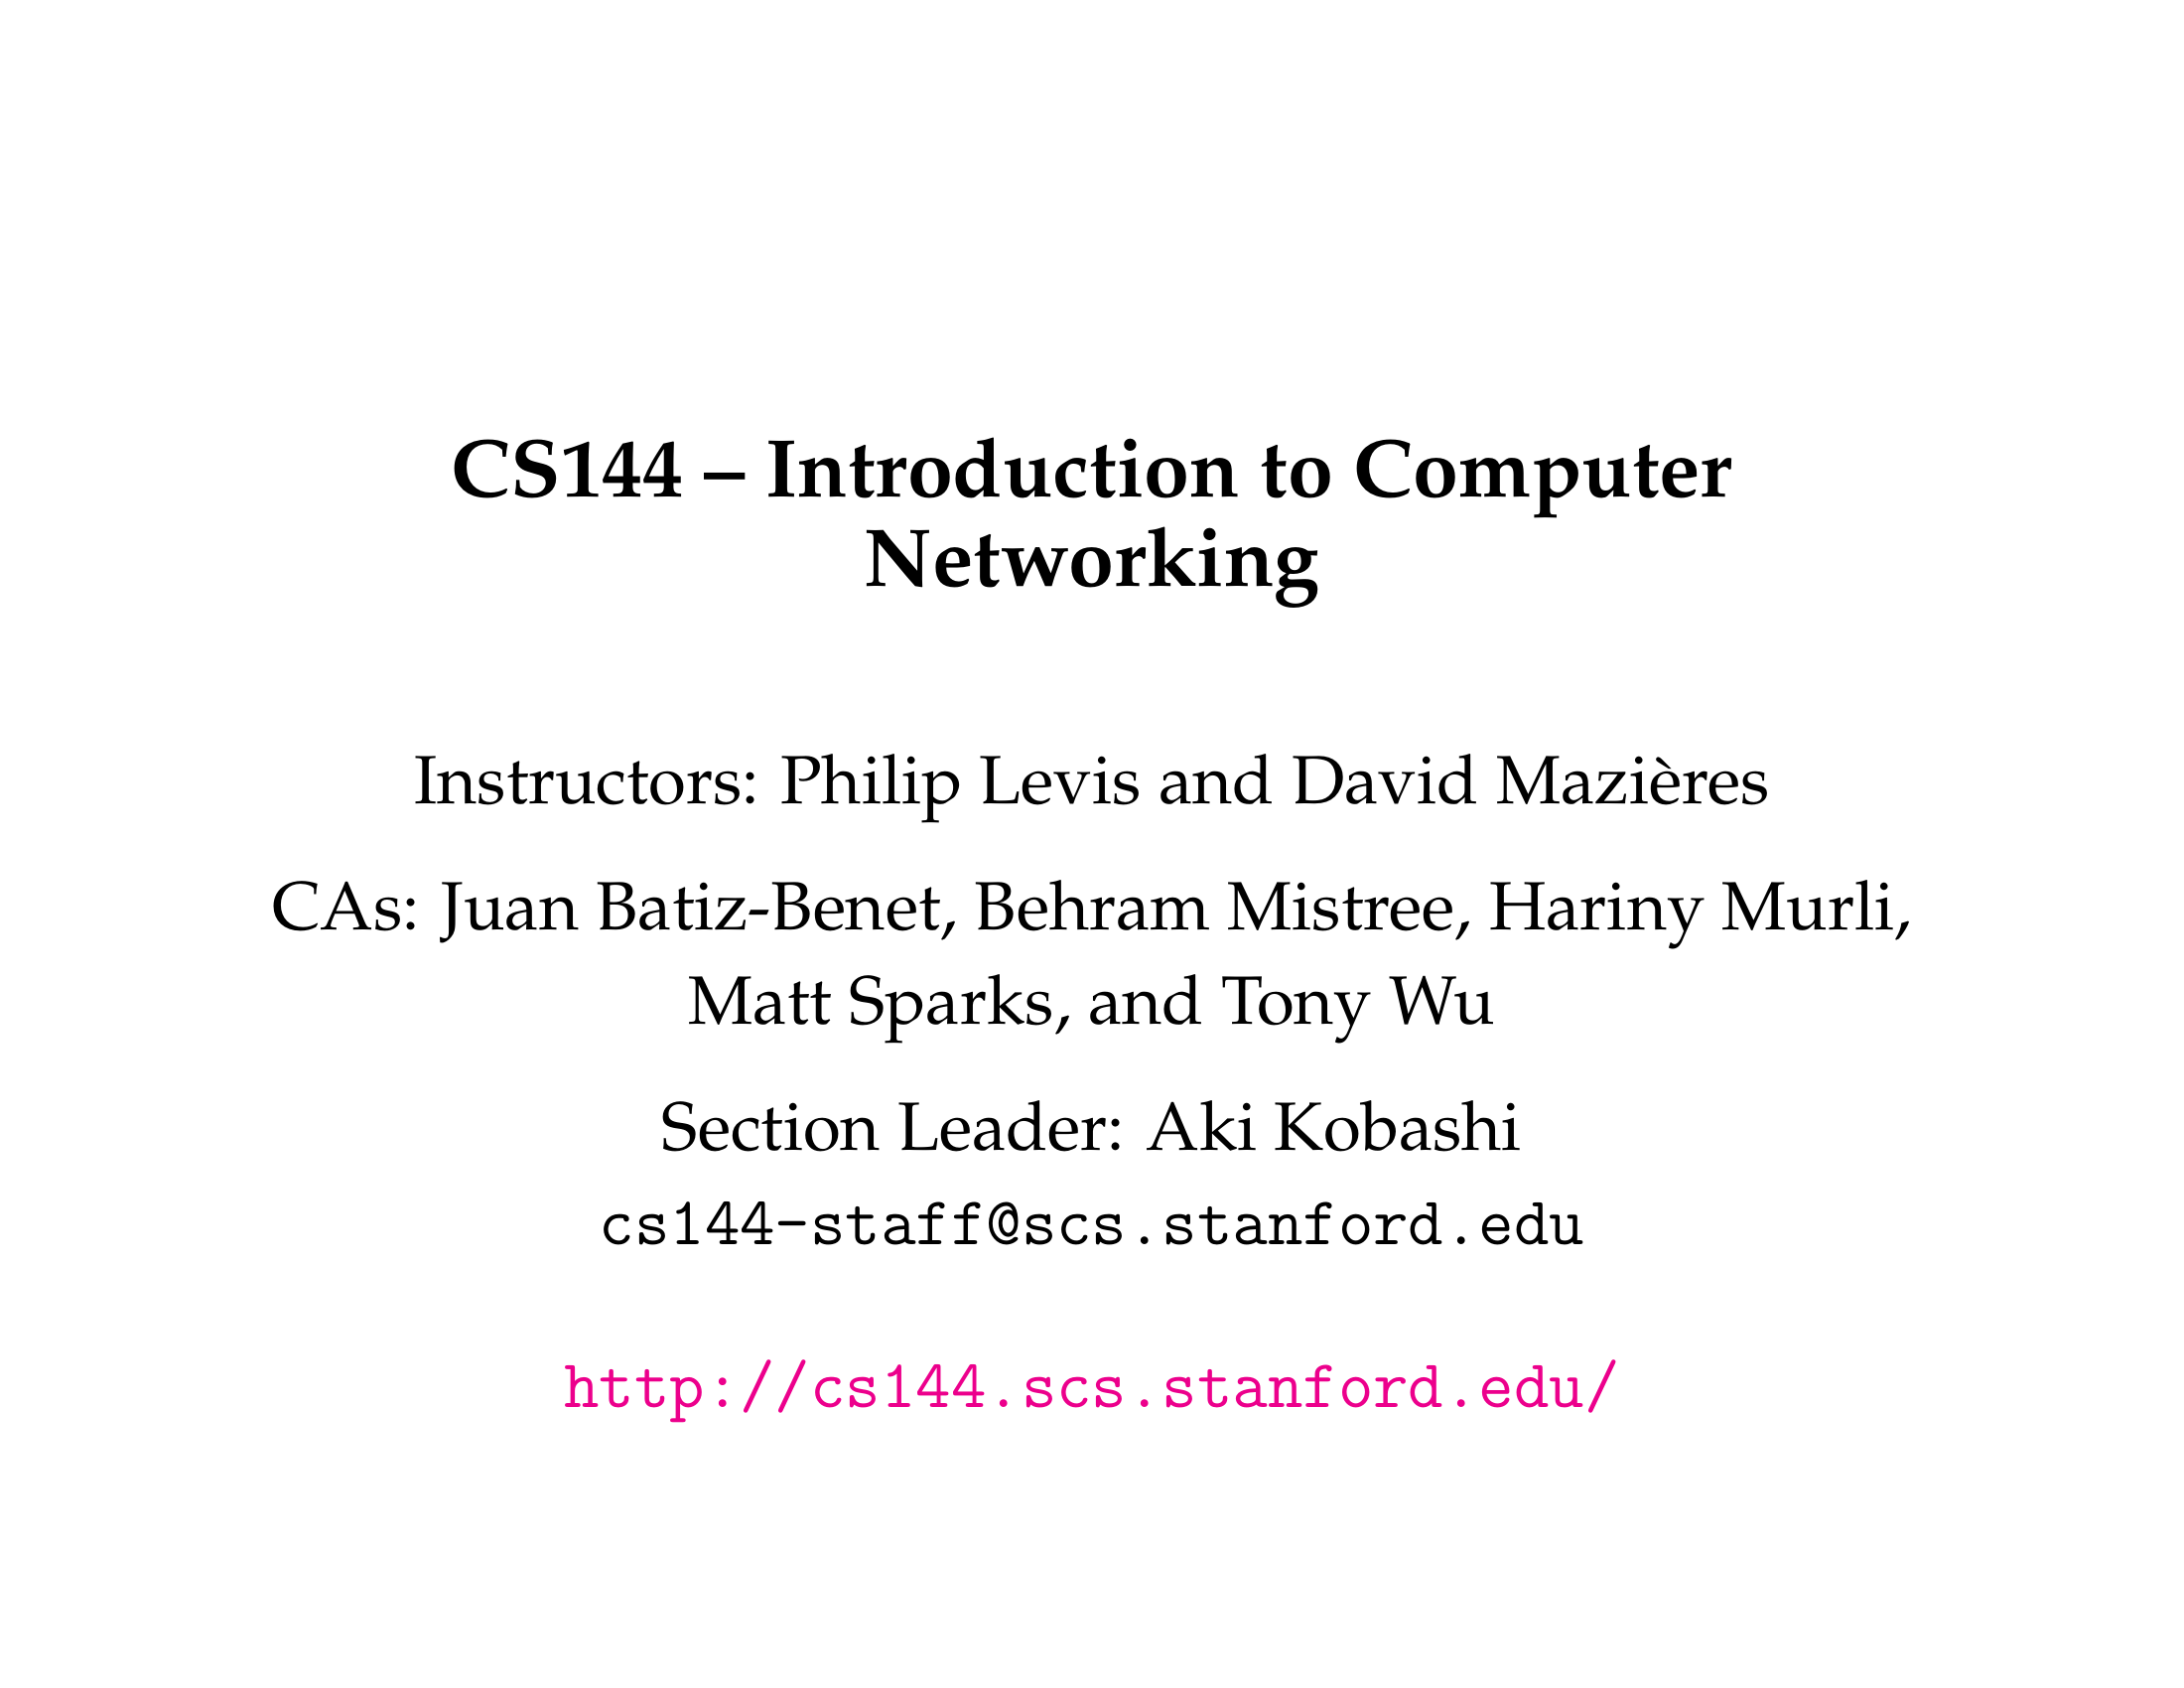 CS144 – Introduction to Computer
Networking
Instructors: Philip Levis and David Mazières
CAs: Juan Batiz-Benet, Behram Mistree, Hariny Murli,
Matt Sparks, and Tony Wu
Section Leader: Aki Kobashi
cs144-staff@scs.stanford.edu
http://cs144.scs.stanford.edu/